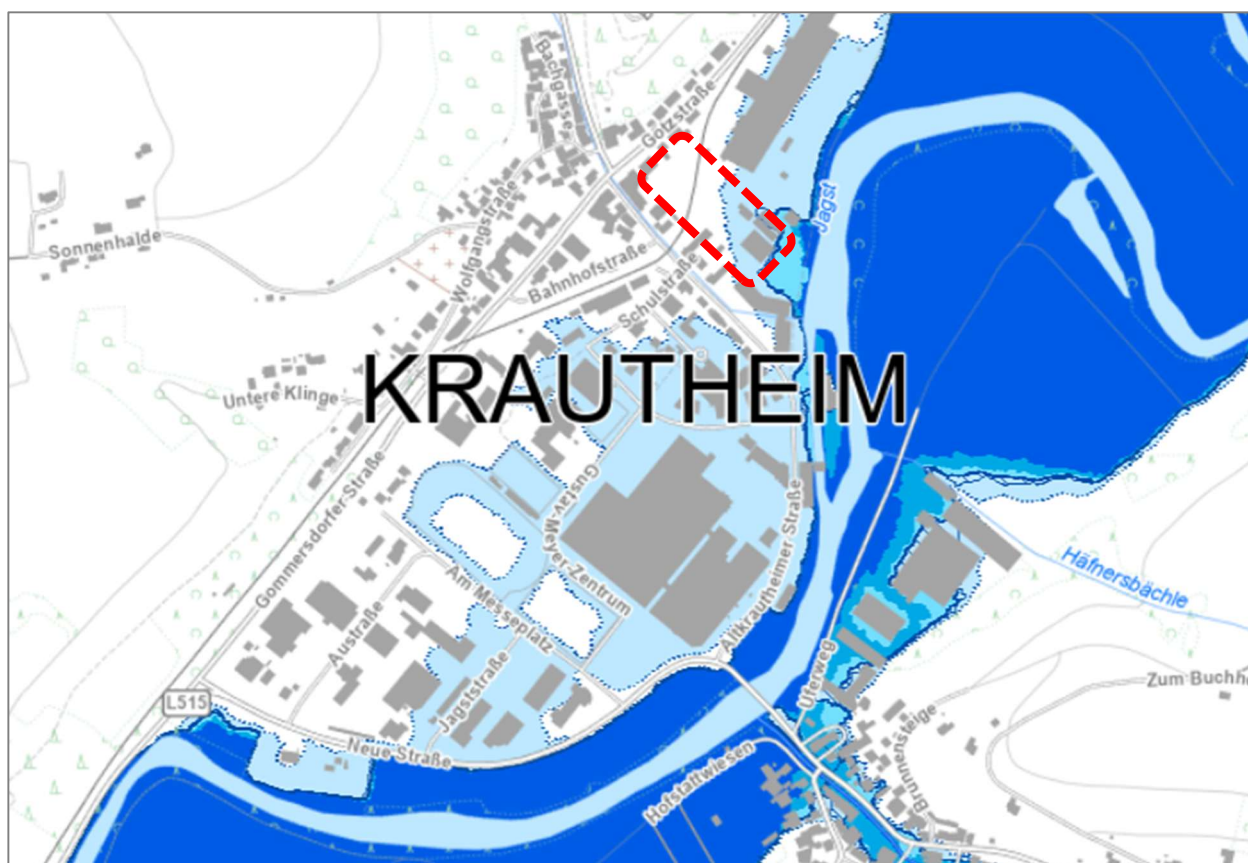 Bachgasse
Götzstraße
Jagst
Sonnenhalde
Wolfgangstraße
Bahnhofstraße
Schulstraße
KRAUTHEIM
Untere Klinge
Gommersdorfer Straße
Gustav-Meyer-Zentrum
Altkrautheimer Straße
Häfnersbächle
Am Messeplatz
Austraße
Jagststraße
Uferweg
Zum Buchh
L515
Neue Straße
Hofstattwiesen
Brunnensteige